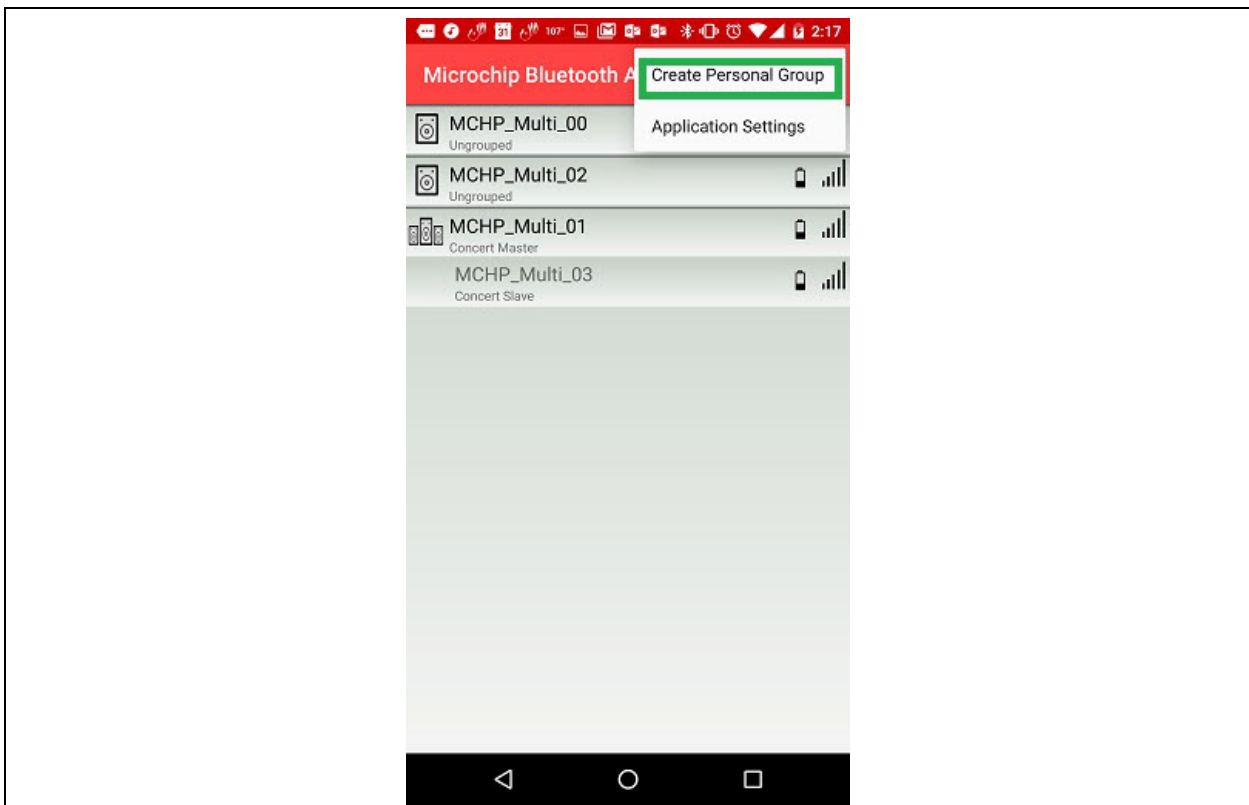 107° 2:17
Microchip Bluetooth A
Create Personal Group
Application Settings
MCHP_Multi_00
Ungrouped
MCHP_Multi_02
Ungrouped
MCHP_Multi_01
Concert Master
MCHP_Multi_03
Concert Slave